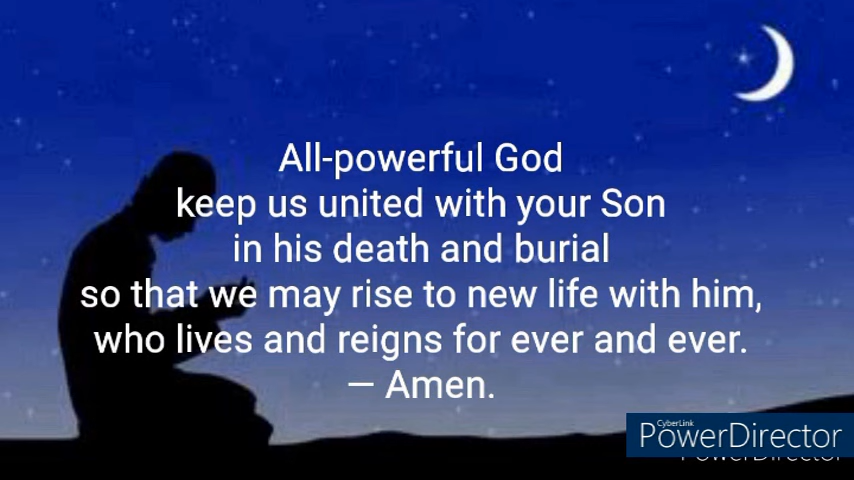 All-powerful God
keep us united with your Son
in his death and burial
so that we may rise to new life with him,
who lives and reigns for ever and ever.
— Amen.
CyberLink
PowerDirector
PowerDirector